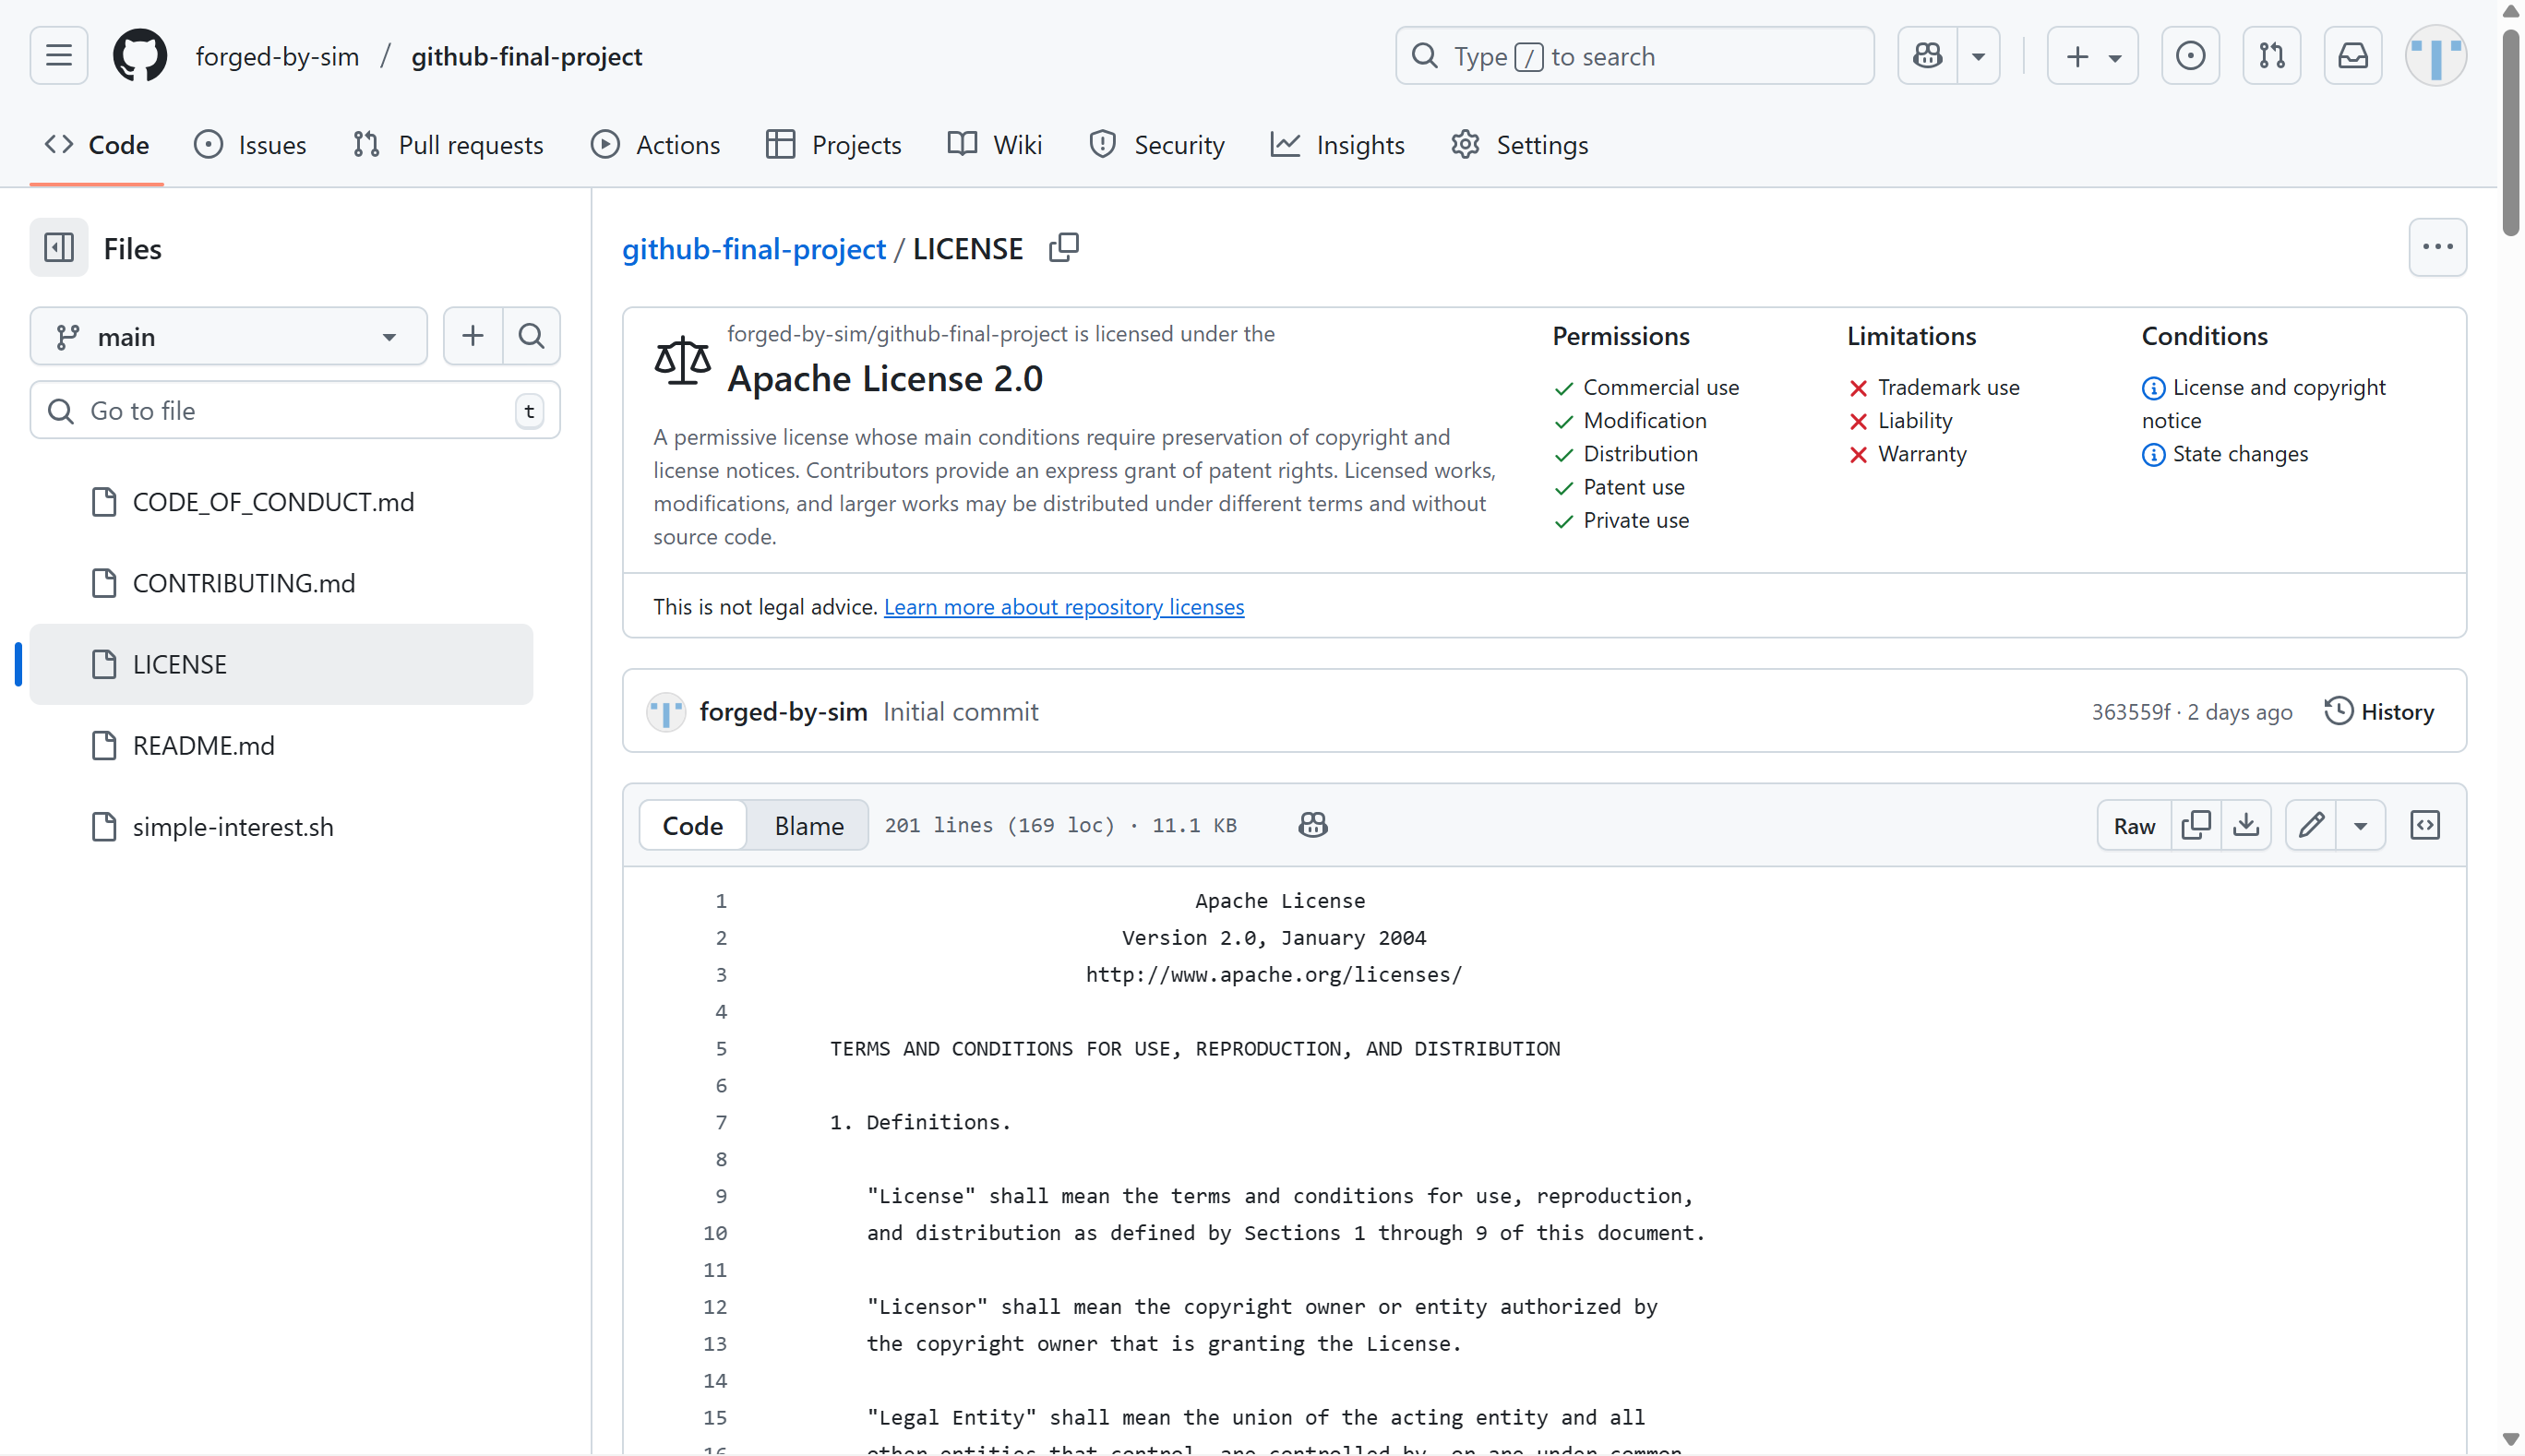 forged-by-sim / github-final-project
Type / to search
Code
Issues
Pull requests
Actions
Projects
Wiki
Security
Insights
Settings
Files
main
Go to file
t
CODE_OF_CONDUCT.md
CONTRIBUTING.md
LICENSE
README.md
simple-interest.sh
github-final-project / LICENSE
forged-by-sim/github-final-project is licensed under the
Apache License 2.0
A permissive license whose main conditions require preservation of copyright and
license notices. Contributors provide an express grant of patent rights. Licensed works,
modifications, and larger works may be distributed under different terms and without
source code.
Permissions
Commercial use
Modification
Distribution
Patent use
Private use
Limitations
Trademark use
Liability
Warranty
Conditions
License and copyright
notice
State changes
This is not legal advice. Learn more about repository licenses
forged-by-sim Initial commit
363559f · 2 days ago
History
Code
Blame
201 lines (169 loc) · 11.1 KB
Raw
1 Apache License
2 Version 2.0, January 2004
3 http://www.apache.org/licenses/
4
5 TERMS AND CONDITIONS FOR USE, REPRODUCTION, AND DISTRIBUTION
6
7 1. Definitions.
8
9 "License" shall mean the terms and conditions for use, reproduction,
10 and distribution as defined by Sections 1 through 9 of this document.
11
12 "Licensor" shall mean the copyright owner or entity authorized by
13 the copyright owner that is granting the License.
14
15 "Legal Entity" shall mean the union of the acting entity and all
16 other entities that control, are controlled by, or are under common